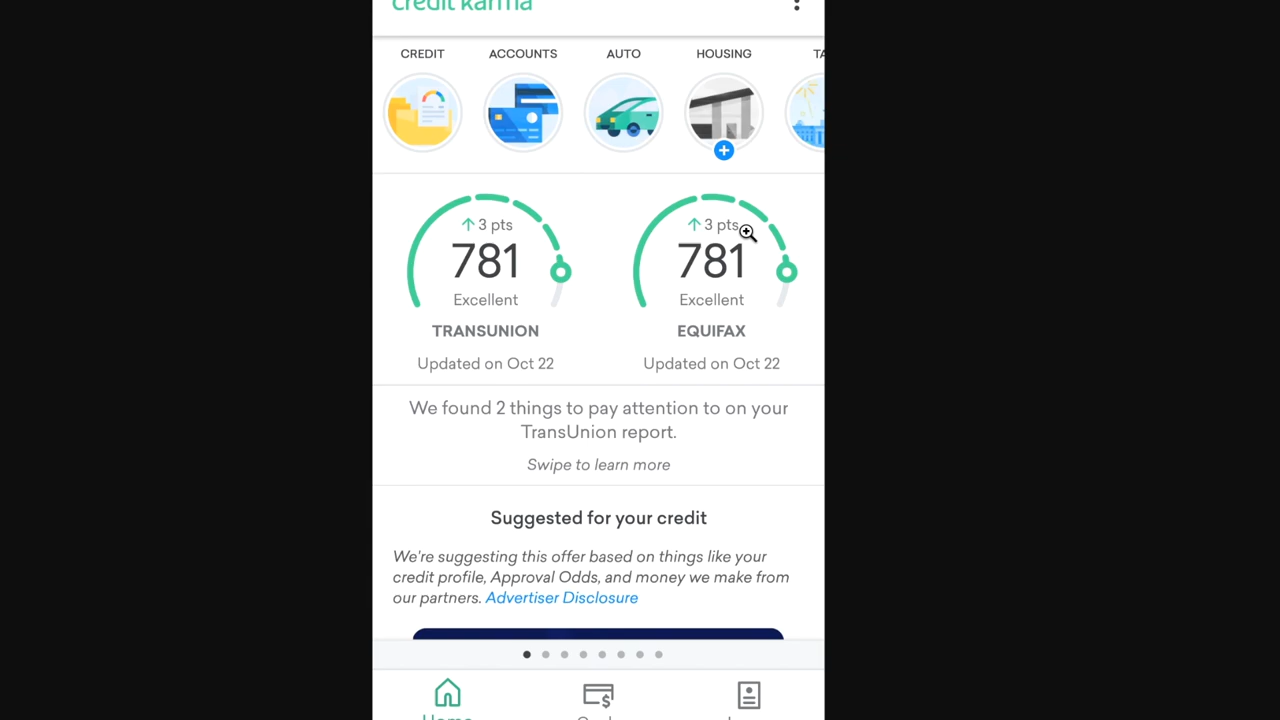 credit karma
CREDIT ACCOUNTS AUTO HOUSING TA
↑ 3 pts ↑ 3 pts
781 781
Excellent Excellent
TRANSUNION EQUIFAX
Updated on Oct 22 Updated on Oct 22
We found 2 things to pay attention to on your
TransUnion report.
Swipe to learn more
Suggested for your credit
We're suggesting this offer based on things like your
credit profile, Approval Odds, and money we make from
our partners. Advertiser Disclosure
Home